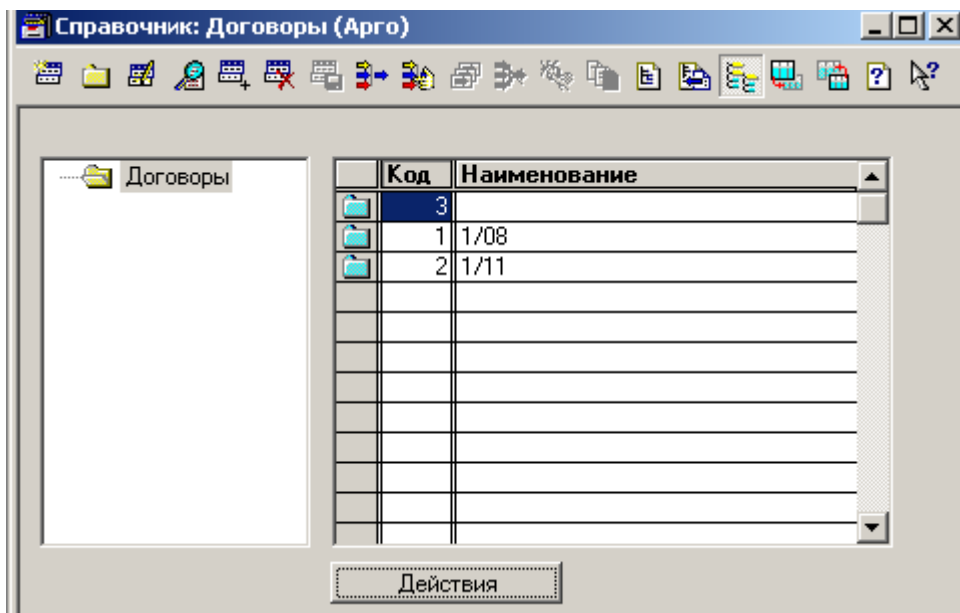 Справочник: Договоры (Арго)
Договоры
Код Наименование
3
1 1/08
2 1/11
Действия